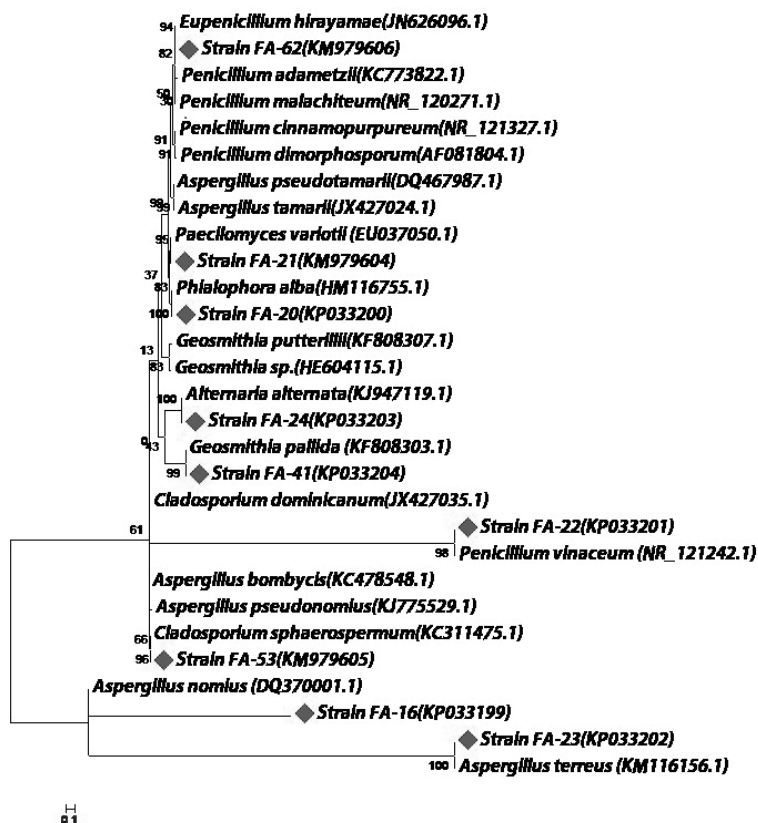 94
Eupenicillium hirayamae(JN626096.1)
82
Strain FA-62(KM979606)
Penicillium adametzii(KC773822.1)
Penicillium malachiteum(NR_120271.1)
Penicillium cinnamopurpureum(NR_121327.1)
91
91
Penicillium dimorphosporum(AF081804.1)
Aspergillus pseudotamarii(DQ467987.1)
Aspergillus tamarii(JX427024.1)
95
Paecilomyces variotii (EU037050.1)
Strain FA-21(KM979604)
37
83
Phialophora alba(HM116755.1)
100
Strain FA-20(KP033200)
13
Geosmithia putterillii(KF808307.1)
83
Geosmithia sp.(HE604115.1)
100
Alternaria alternata(KJ947119.1)
Strain FA-24(KP033203)
43
Geosmithia pallida (KF808303.1)
99
Strain FA-41(KP033204)
Cladosporium dominicanum(JX427035.1)
61
Strain FA-22(KP033201)
98
Penicillium vinaceum (NR_121242.1)
Aspergillus bombycis(KC478548.1)
Aspergillus pseudonomius(KJ775529.1)
66
Cladosporium sphaerospermum(KC311475.1)
96
Strain FA-53(KM979605)
Aspergillus nomius (DQ370001.1)
Strain FA-16(KP033199)
Strain FA-23(KP033202)
100
Aspergillus terreus (KM116156.1)
0.1